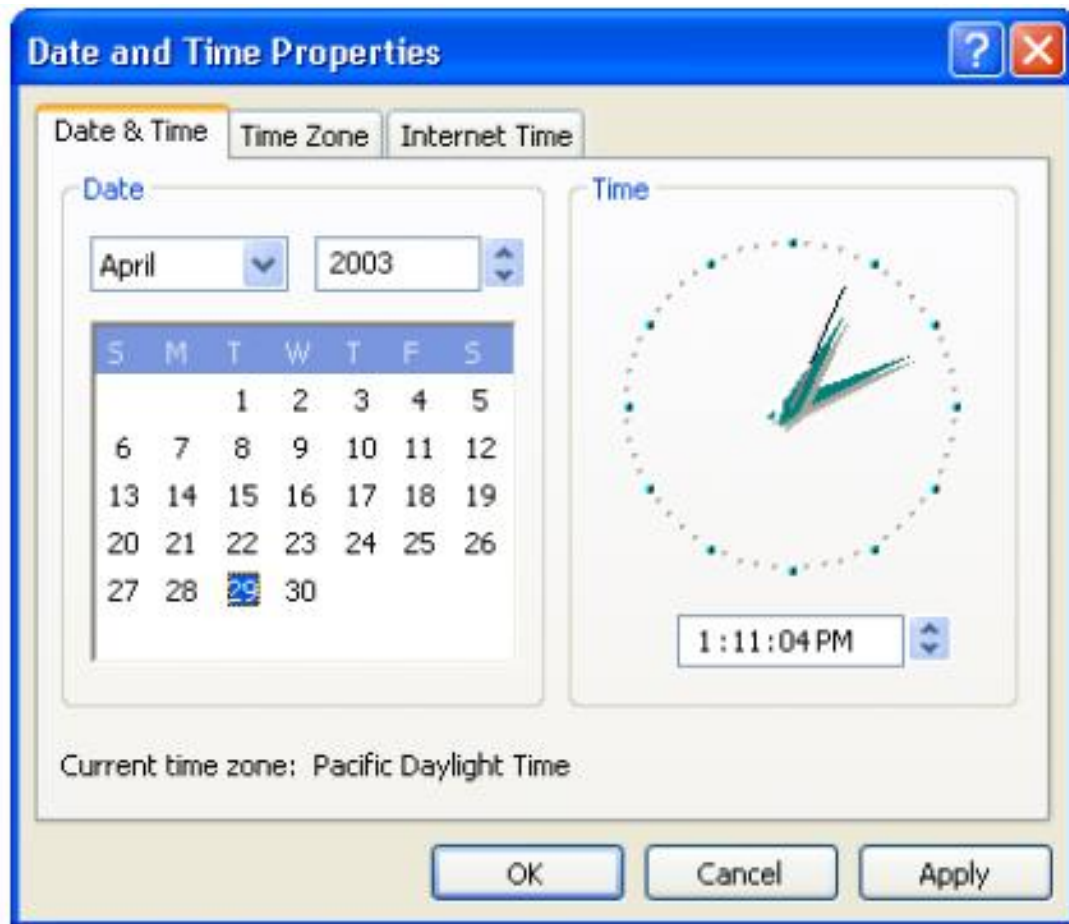 Date and Time Properties
Date & Time Time Zone Internet Time
Date
April 2003
S M T W T F S
1 2 3 4 5
6 7 8 9 10 11 12
13 14 15 16 17 18 19
20 21 22 23 24 25 26
27 28 29 30
Time
1:11:04 PM
Current time zone: Pacific Daylight Time
OK Cancel Apply